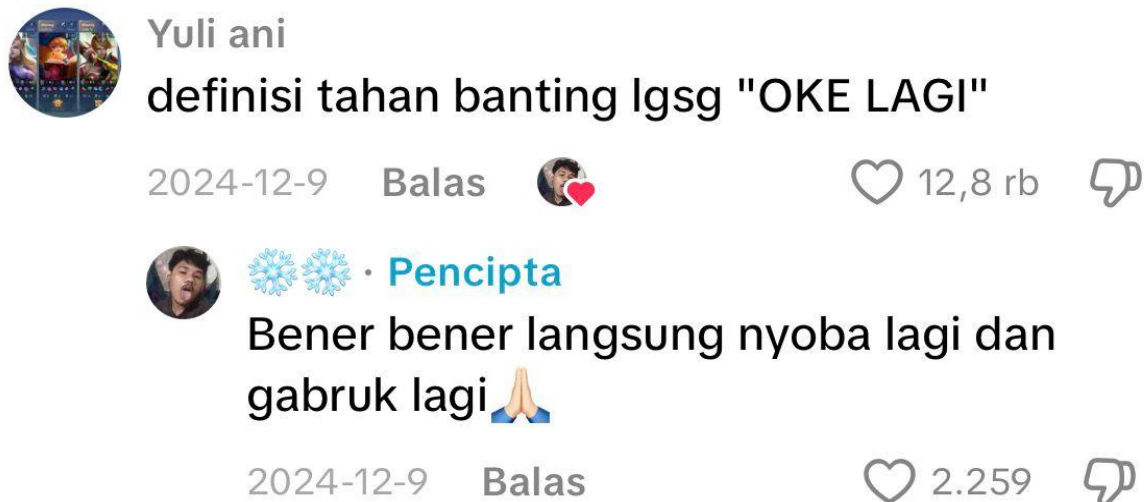 Yuli ani
definisi tahan banting lgsg "OKE LAGI"
2024-12-9 Balas 12,8 rb
❄️❄️ · Pencipta
Bener bener langsung nyoba lagi dan
gabruk lagi🙏🏻
2024-12-9 Balas 2.259